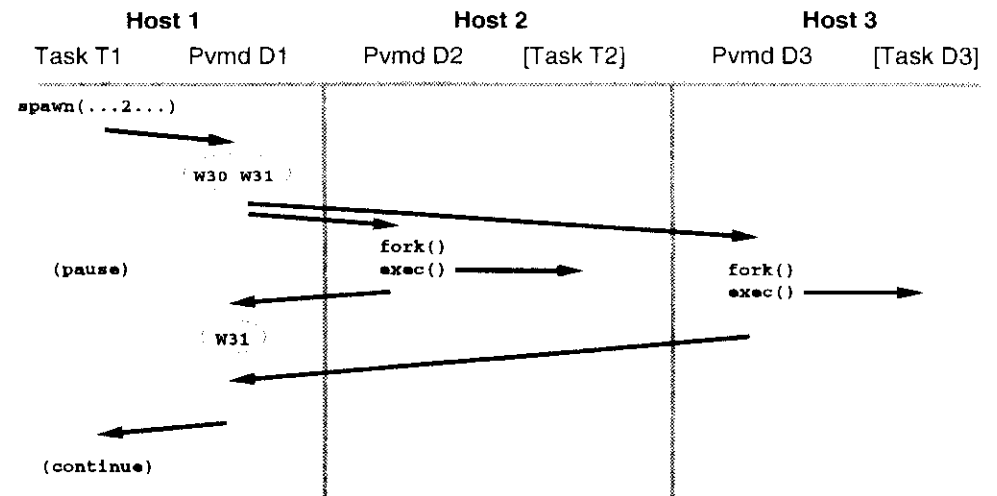 Host 1 Host 2 Host 3
Task T1 Pvmd D1 Pvmd D2 [Task T2] Pvmd D3 [Task D3]
spawn(...2...)
W30 W31
fork()
(pause) exec() fork()
exec()
W31
(continue)